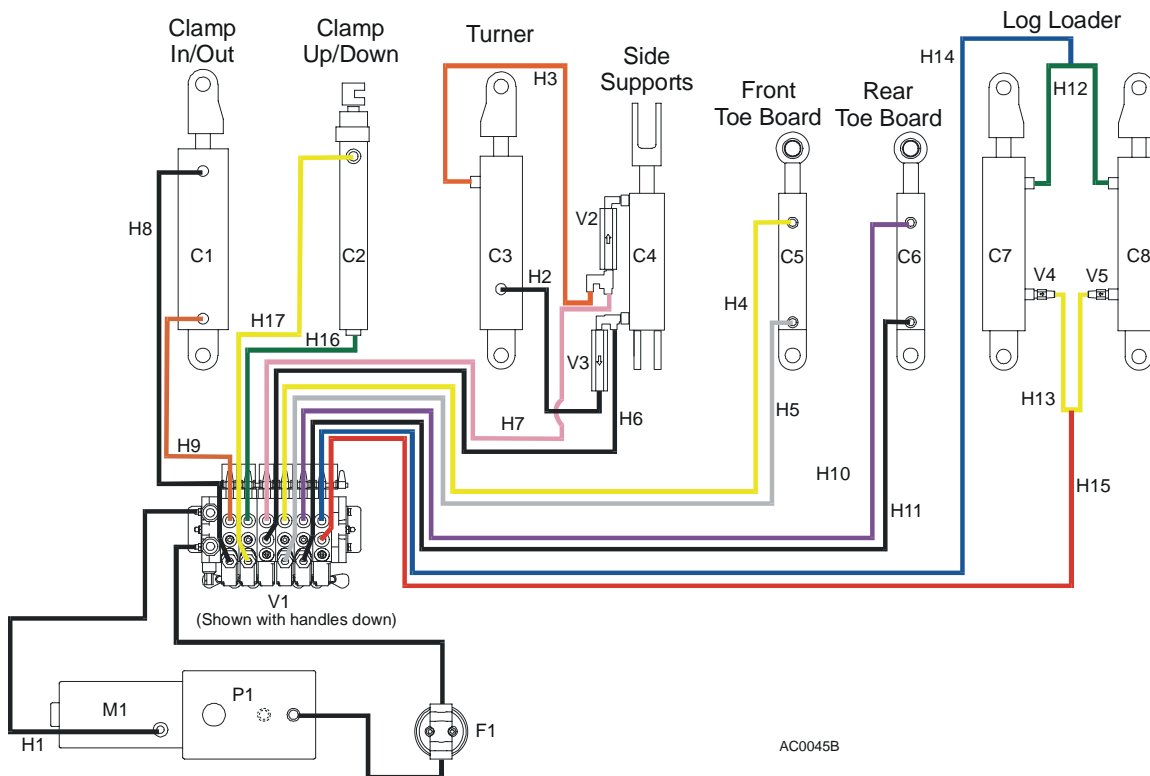 Clamp
In/Out
Clamp
Up/Down
Turner
Side
Supports
Front
Toe Board
Rear
Toe Board
Log Loader
H3
H14
H12
H8
C1
C2
C3
V2
C4
C5
C6
C7
C8
V4
V5
H2
H4
H17
H16
V3
H6
H7
H5
H13
H9
H10
H11
H15
V1
(Shown with handles down)
M1
P1
F1
H1
AC0045B